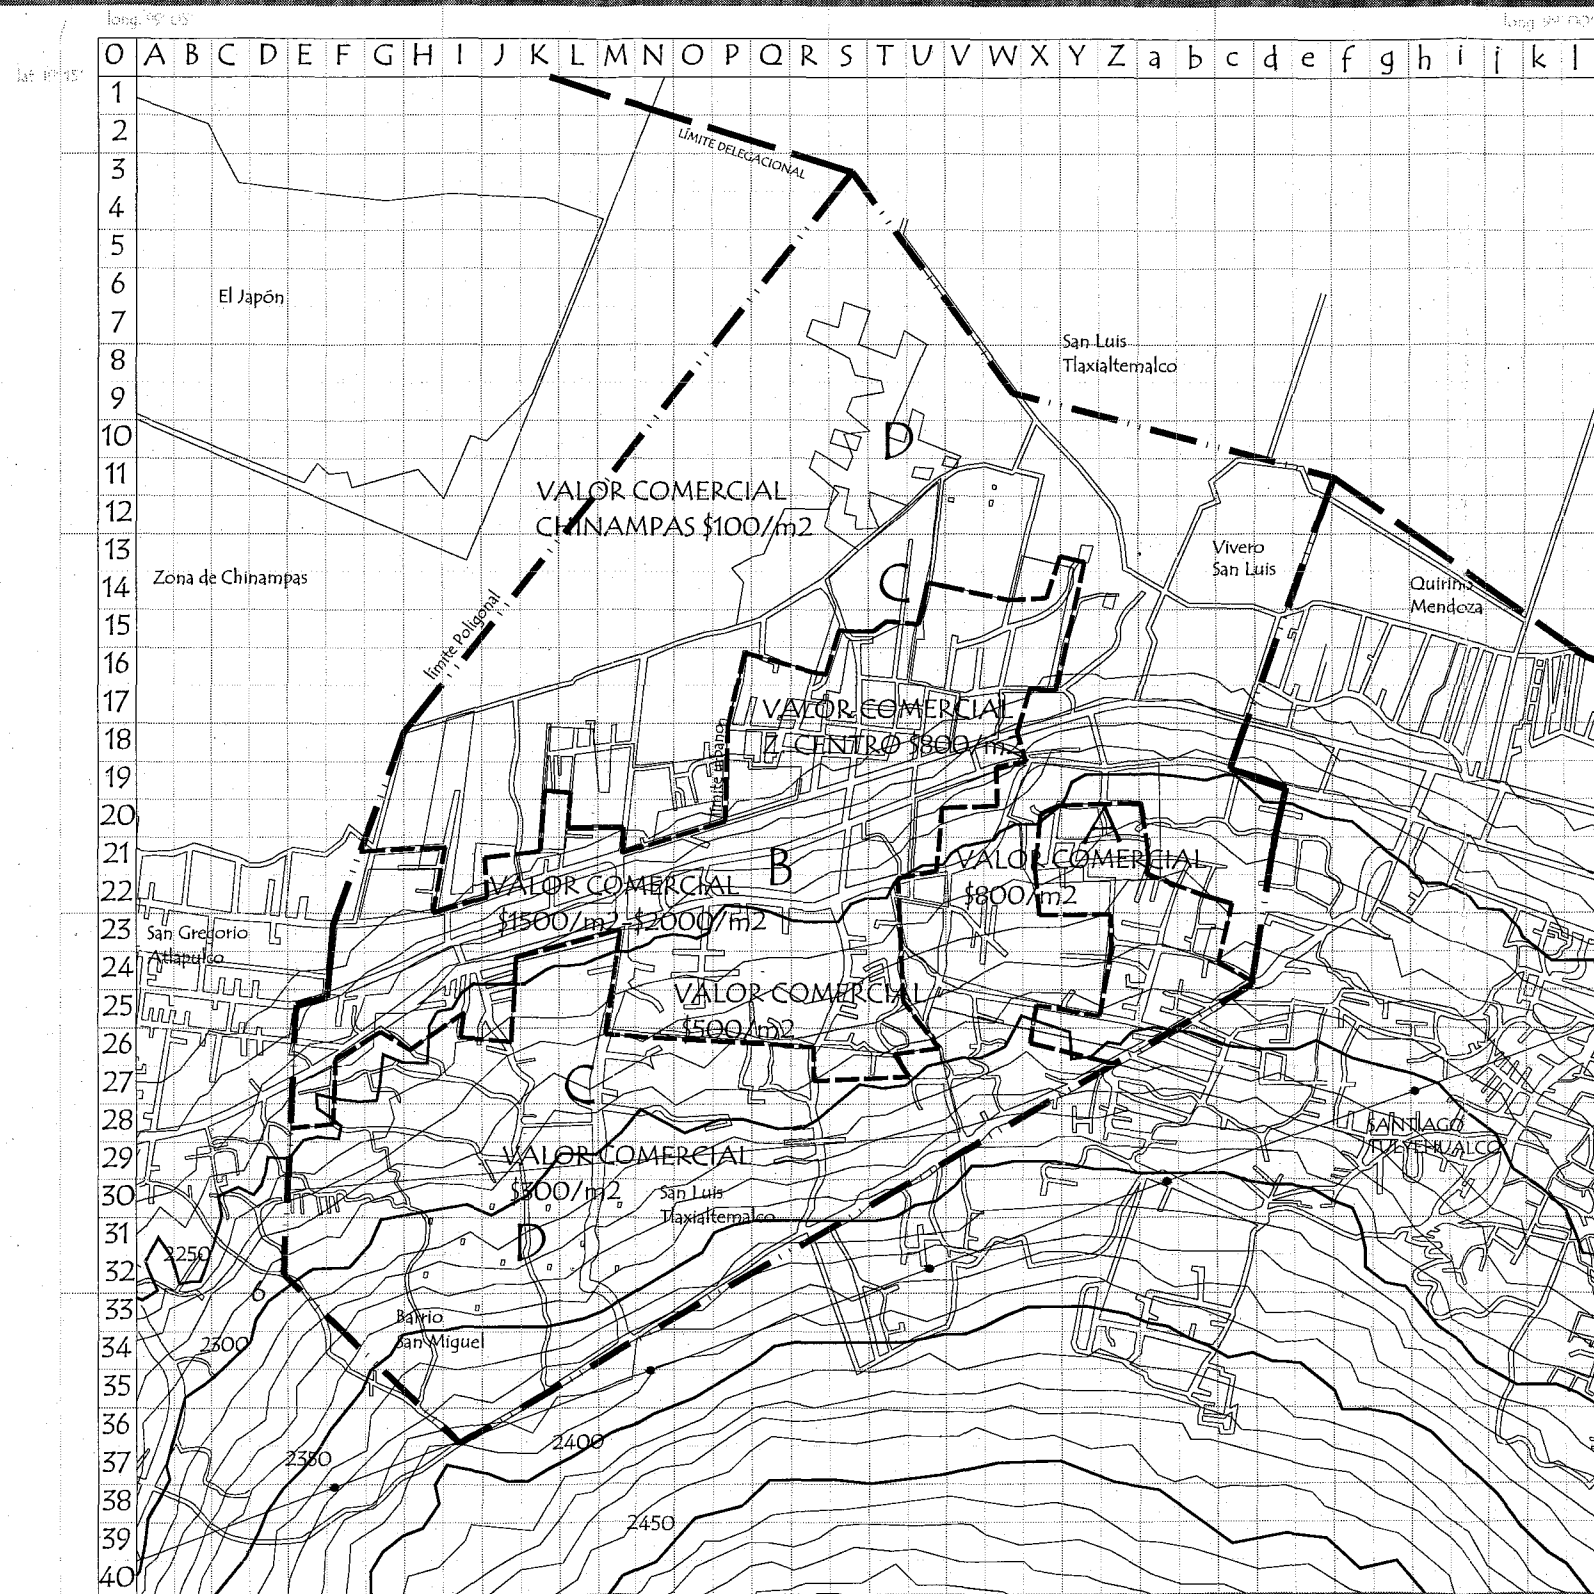 long. 99° 05'
O A B C D E F G H I J K L M N O P Q R S T U V W X Y Z a b c d e f g h i j k l
1
LÍMITE DELEGACIONAL
2
3
4
5
6
El Japón
7
San Luis
8
Tlaxialtemalco
9
10
D
11
VALOR COMERCIAL
12
CHINAMPAS $100/m2
13
Vivero
Zona de Chinampas
San Luis
14
C
Quirino
Mendoza
15
límite Poligonal
16
17
VALOR COMERCIAL
18
Z. CENTRO $800/m2
límite urbano
19
20
A
21
B
VALOR COMERCIAL
VALOR COMERCIAL
22
$800/m2
$1500/m2-$2000/m2
23
San Gregorio
Atlapulco
24
VALOR COMERCIAL
25
$500/m2
26
27
C
28
SANTIAGO
TULYEHUALCO
29
VALOR COMERCIAL
30
$300/m2
San Luis
Tlaxialtemalco
31
D
2250
32
33
Barrio
San Miguel
34
2300
35
36
2400
37
2350
38
39
2450
40